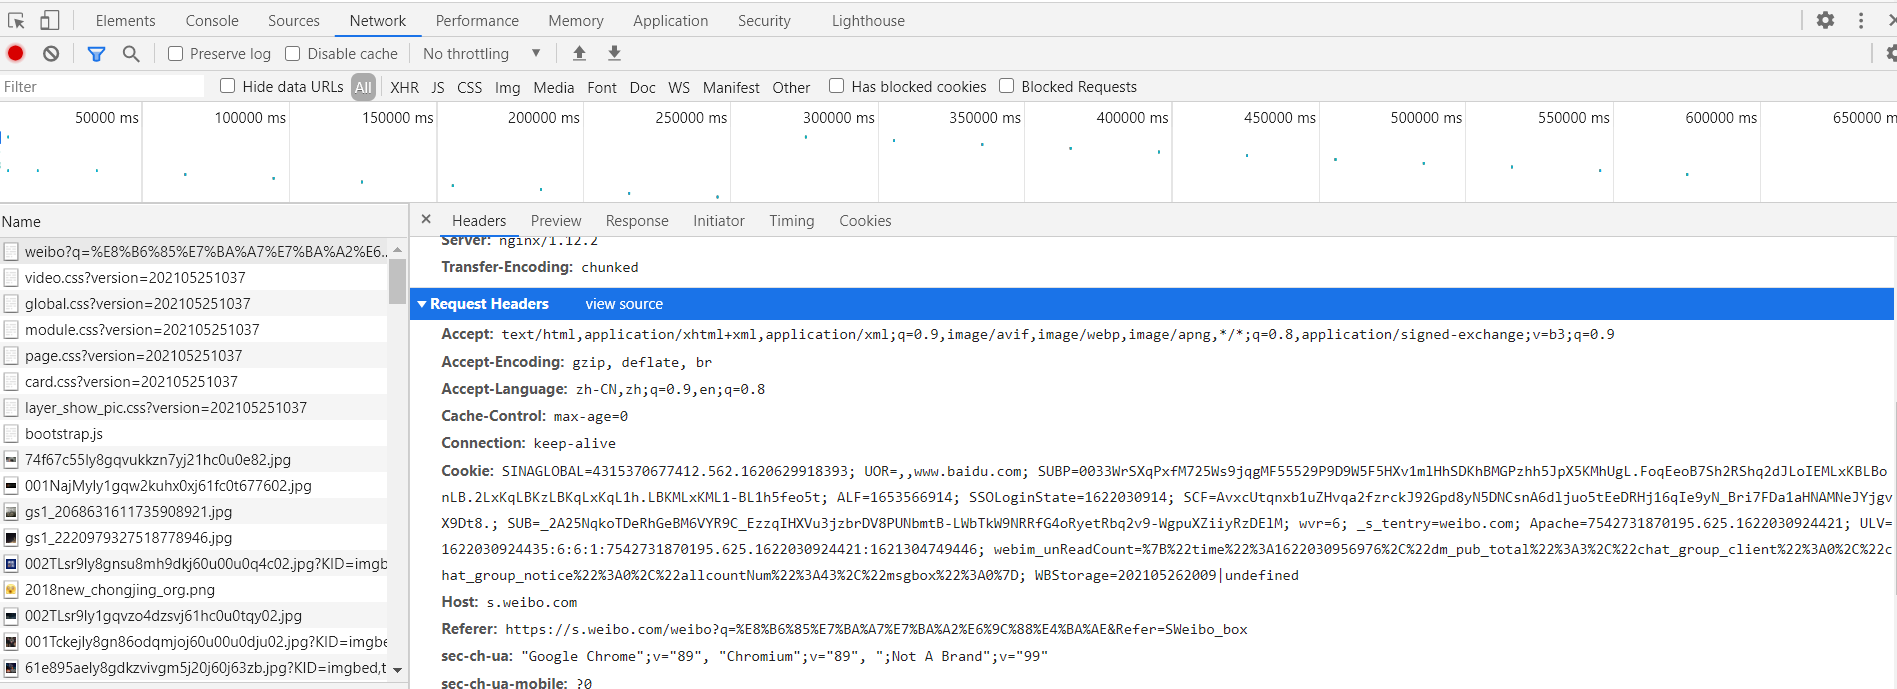 Elements Console Sources Network Performance Memory Application Security Lighthouse
Preserve log Disable cache No throttling
Filter Hide data URLs All XHR JS CSS Img Media Font Doc WS Manifest Other Has blocked cookies Blocked Requests
50000 ms 100000 ms 150000 ms 200000 ms 250000 ms 300000 ms 350000 ms 400000 ms 450000 ms 500000 ms 550000 ms 600000 ms 650000 m
Name
weibo?q=%E8%B6%85%E7%BA%A7%E7%BA%A2%E6...
video.css?version=202105251037
global.css?version=202105251037
module.css?version=202105251037
page.css?version=202105251037
card.css?version=202105251037
layer_show_pic.css?version=202105251037
bootstrap.js
74f67c55ly8gqvukkzn7yj21hc0u0e82.jpg
001NajMyly1gqw2kuhx0xj61fc0t677602.jpg
gs1_2068631611735908921.jpg
gs1_2220979327518778946.jpg
002TLsr9ly8gnsu8mh9dkj60u00u0q4c02.jpg?KID=imgb
2018new_chongjing_org.png
002TLsr9ly1gqvzo4dzsvj61hc0u0tqy02.jpg
001Tckejly8gn86odqmjoj60u00u0dju02.jpg?KID=imgbe
61e895aely8gdkzvivgm5j20j60j63zb.jpg?KID=imgbed,t
× Headers Preview Response Initiator Timing Cookies
Server: nginx/1.12.2
Transfer-Encoding: chunked
Request Headers view source
Accept: text/html,application/xhtml+xml,application/xml;q=0.9,image/avif,image/webp,image/apng,*/*;q=0.8,application/signed-exchange;v=b3;q=0.9
Accept-Encoding: gzip, deflate, br
Accept-Language: zh-CN,zh;q=0.9,en;q=0.8
Cache-Control: max-age=0
Connection: keep-alive
Cookie: SINAGLOBAL=4315370677412.562.1620629918393; UOR=,,www.baidu.com; SUBP=0033WrSXqPxfM725Ws9jqgMF55529P9D9W5F5HXv1mlHhSDKhBMGPzhh5JpX5KMhUgL.FoqEeoB7Sh2RShq2dJLoIEMLxKBLBo
nLB.2LxKqLBKzLBKqLxKqL1h.LBKMLxKML1-BL1h5feo5t; ALF=1653566914; SSOLoginState=1622030914; SCF=AvxcUtqnxb1uZHvqa2fzrckJ92Gpd8yN5DNCsnA6dljuo5tEeDRHj16qIe9yN_Bri7FDa1aHNAMNeJYjgv
X9Dt8.; SUB=_2A25NqkoTDeRhGeBM6VYR9C_EzzqIHXVu3jzbrDV8PUNbmtB-LWbTkW9NRRfG4oRyetRbq2v9-WgpuXZiiyRzDElM; wvr=6; _s_tentry=weibo.com; Apache=7542731870195.625.1622030924421; ULV=
1622030924435:6:6:1:7542731870195.625.1622030924421:1621304749446; webim_unReadCount=%7B%22time%22%3A1622030956976%2C%22dm_pub_total%22%3A3%2C%22chat_group_client%22%3A0%2C%22c
hat_group_notice%22%3A0%2C%22allcountNum%22%3A43%2C%22msgbox%22%3A0%7D; WBStorage=202105262009|undefined
Host: s.weibo.com
Referer: https://s.weibo.com/weibo?q=%E8%B6%85%E7%BA%A7%E7%BA%A2%E6%9C%88%E4%BA%AE&Refer=SWeibo_box
sec-ch-ua: "Google Chrome";v="89", "Chromium";v="89", ";Not A Brand";v="99"
sec-ch-ua-mobile: ?0